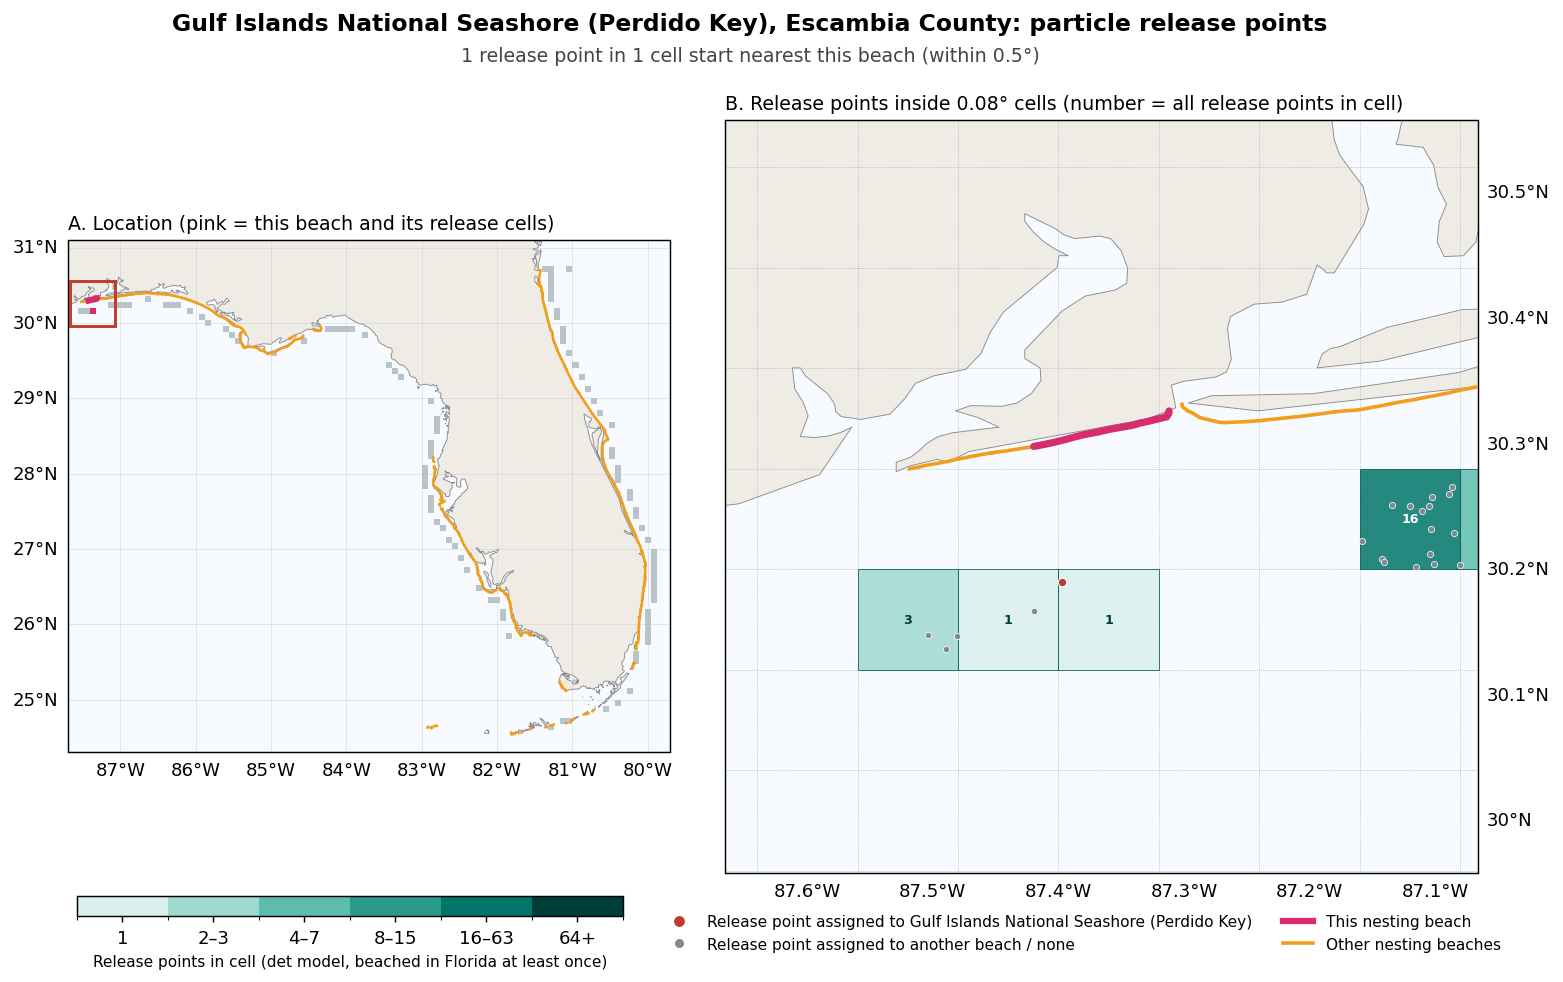 Gulf Islands National Seashore (Perdido Key), Escambia County: particle release points
1 release point in 1 cell start nearest this beach (within 0.5°)
A. Location (pink = this beach and its release cells)
31°N
30°N
29°N
28°N
27°N
26°N
25°N
87°W 86°W 85°W 84°W 83°W 82°W 81°W 80°W
B. Release points inside 0.08° cells (number = all release points in cell)
30.5°N
30.4°N
30.3°N
30.2°N
30.1°N
30°N
16
3 1 1
87.6°W 87.5°W 87.4°W 87.3°W 87.2°W 87.1°W
1 2–3 4–7 8–15 16–63 64+
Release points in cell (det model, beached in Florida at least once)
Release point assigned to Gulf Islands National Seashore (Perdido Key)
Release point assigned to another beach / none
This nesting beach
Other nesting beaches